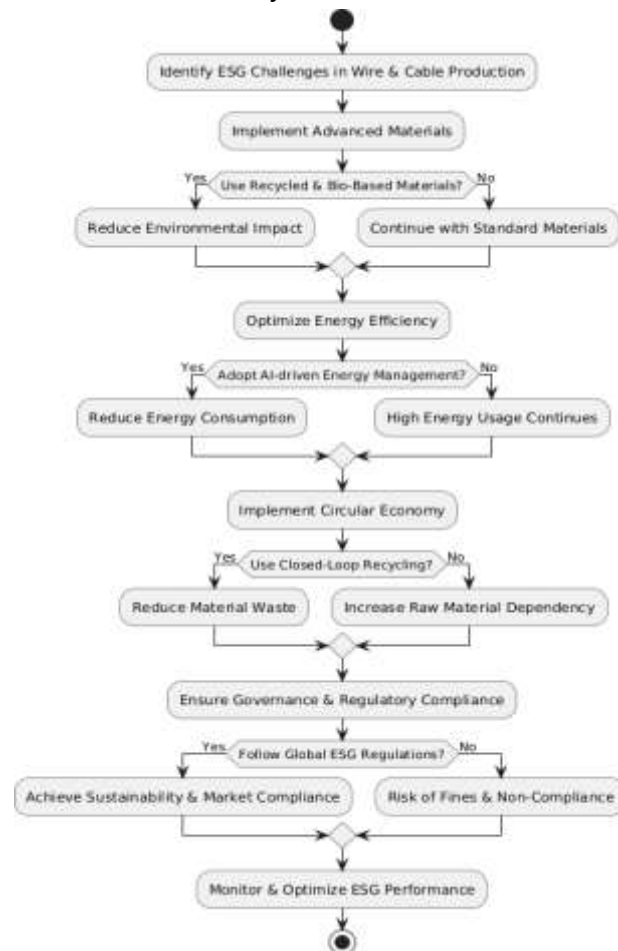 Identify ESG Challenges in Wire & Cable Production
Implement Advanced Materials
Yes
Use Recycled & Bio-Based Materials?
No
Reduce Environmental Impact
Continue with Standard Materials
Optimize Energy Efficiency
Yes
Adopt AI-driven Energy Management?
No
Reduce Energy Consumption
High Energy Usage Continues
Implement Circular Economy
Yes
Use Closed-Loop Recycling?
No
Reduce Material Waste
Increase Raw Material Dependency
Ensure Governance & Regulatory Compliance
Yes
Follow Global ESG Regulations?
No
Achieve Sustainability & Market Compliance
Risk of Fines & Non-Compliance
Monitor & Optimize ESG Performance